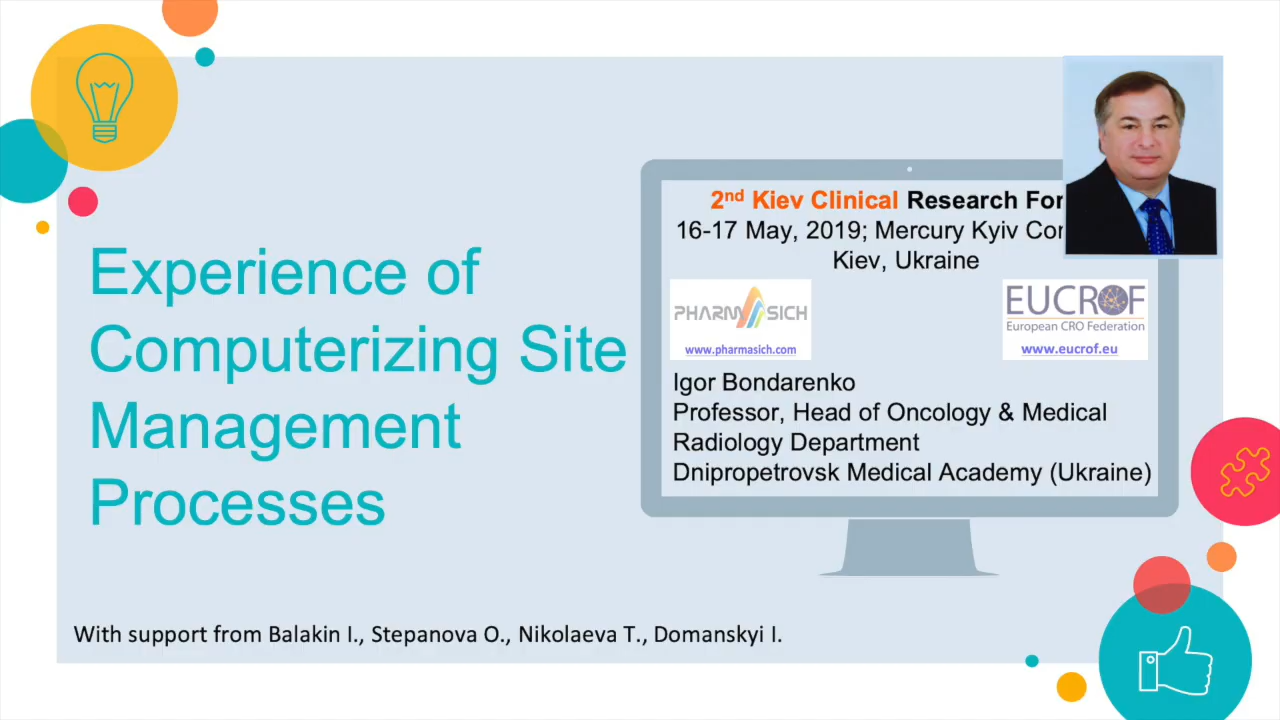 Experience of
Computerizing Site
Management
Processes
2nd Kiev Clinical Research For
16-17 May, 2019; Mercury Kyiv Con
Kiev, Ukraine
PHARMASICH
www.pharmasich.com
EUCROF
European CRO Federation
www.eucrof.eu
Igor Bondarenko
Professor, Head of Oncology & Medical
Radiology Department
Dnipropetrovsk Medical Academy (Ukraine)
With support from Balakin I., Stepanova O., Nikolaeva T., Domanskyi I.